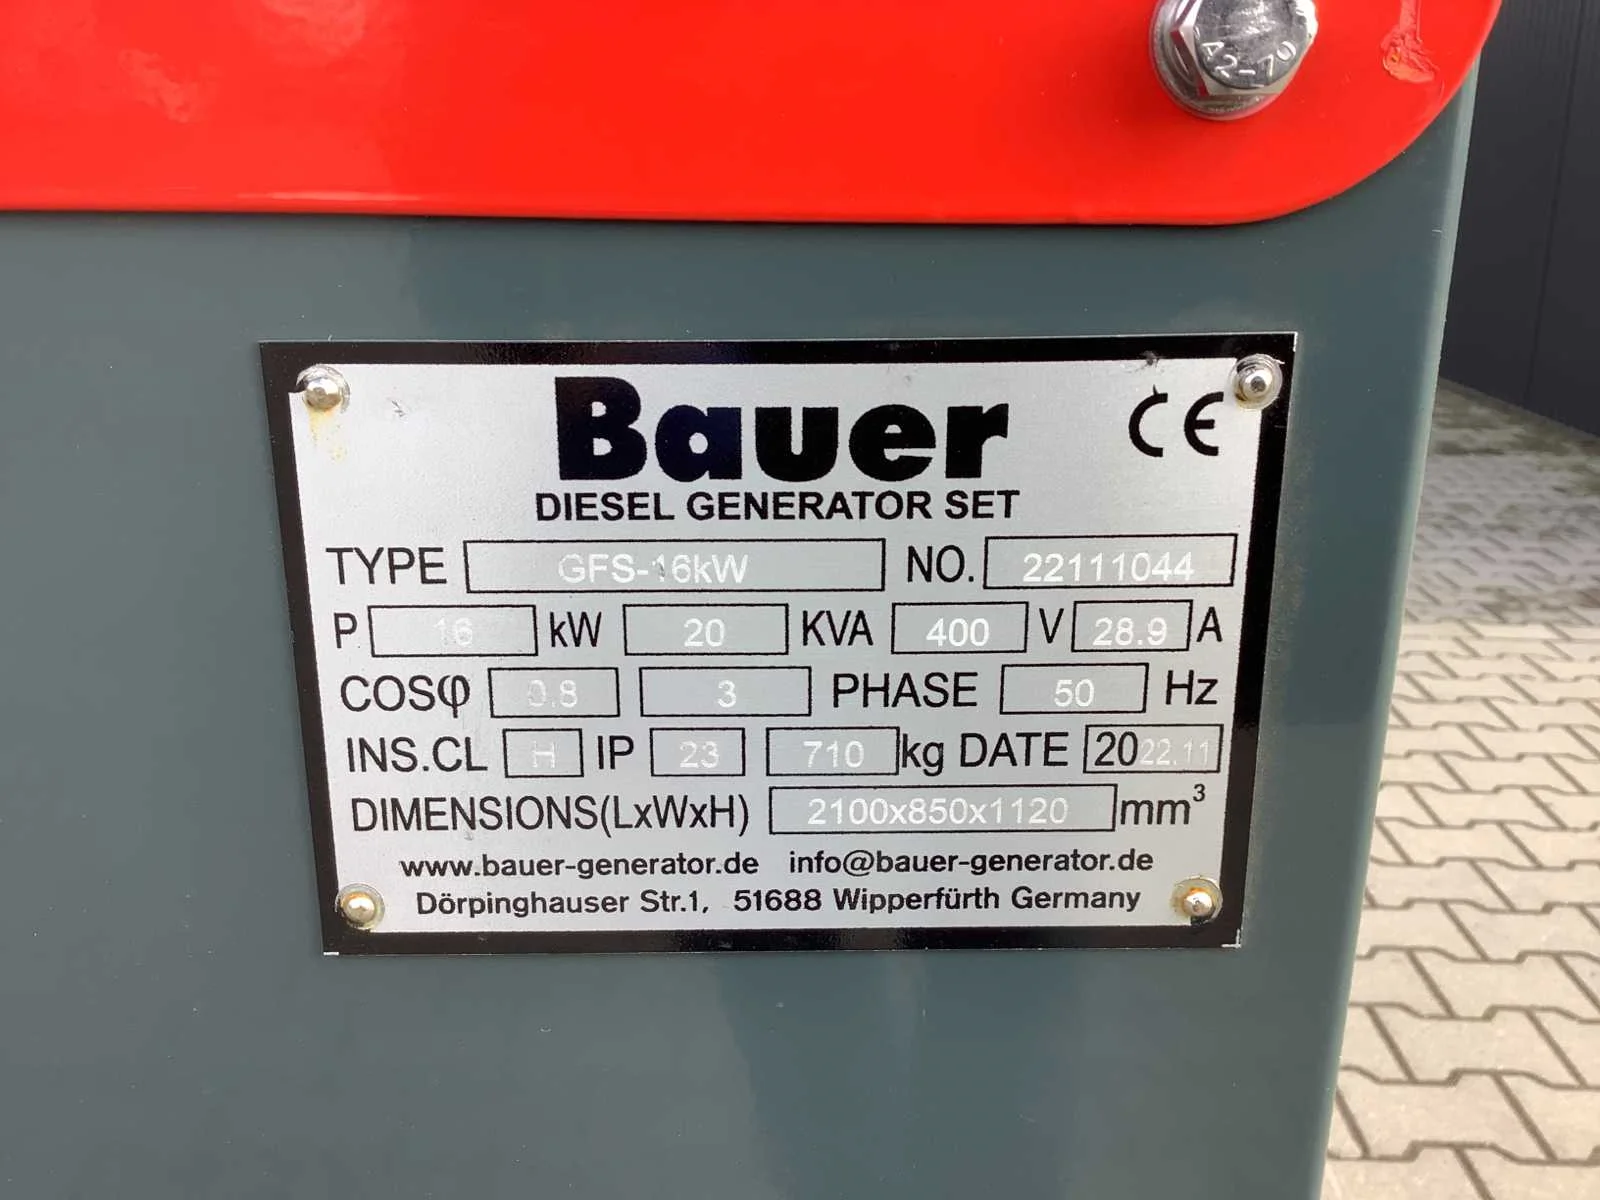 A2-70
Bauer CE
DIESEL GENERATOR SET
TYPE GFS-16kW NO. 22111044
P 16 kW 20 KVA 400 V 28.9 A
COSφ 0.8 3 PHASE 50 Hz
INS.CL H IP 23 710 kg DATE 2022.11
DIMENSIONS(LxWxH) 2100x850x1120 mm³
www.bauer-generator.de info@bauer-generator.de
Dörpinghauser Str.1, 51688 Wipperfürth Germany